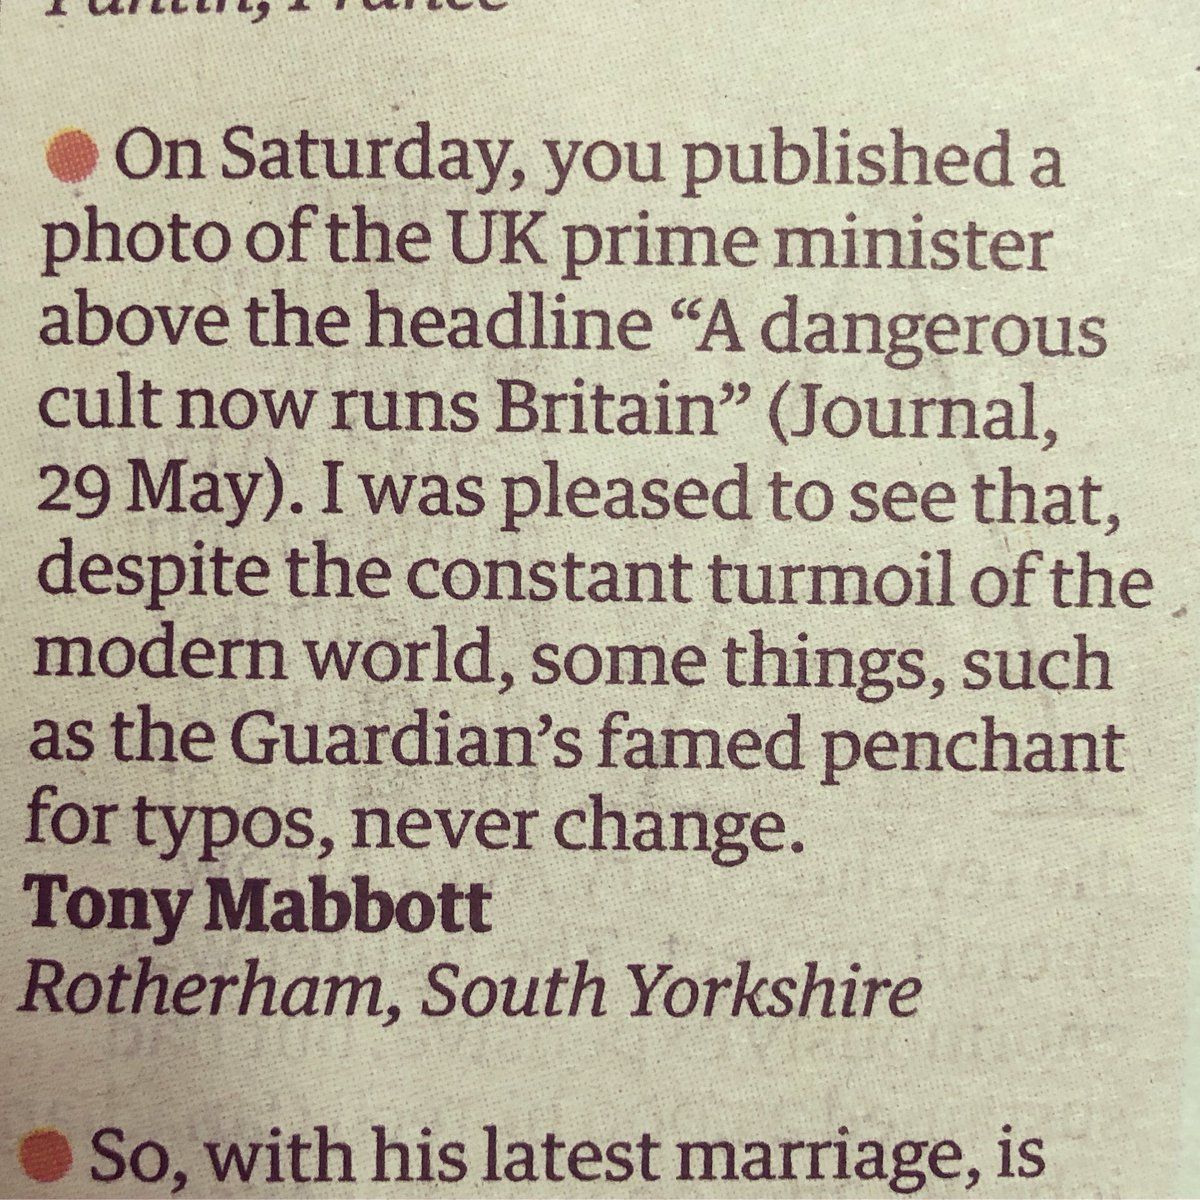 Pantin, France
● On Saturday, you published a
photo of the UK prime minister
above the headline “A dangerous
cult now runs Britain” (Journal,
29 May). I was pleased to see that,
despite the constant turmoil of the
modern world, some things, such
as the Guardian’s famed penchant
for typos, never change.
Tony Mabbott
Rotherham, South Yorkshire
● So, with his latest marriage, is